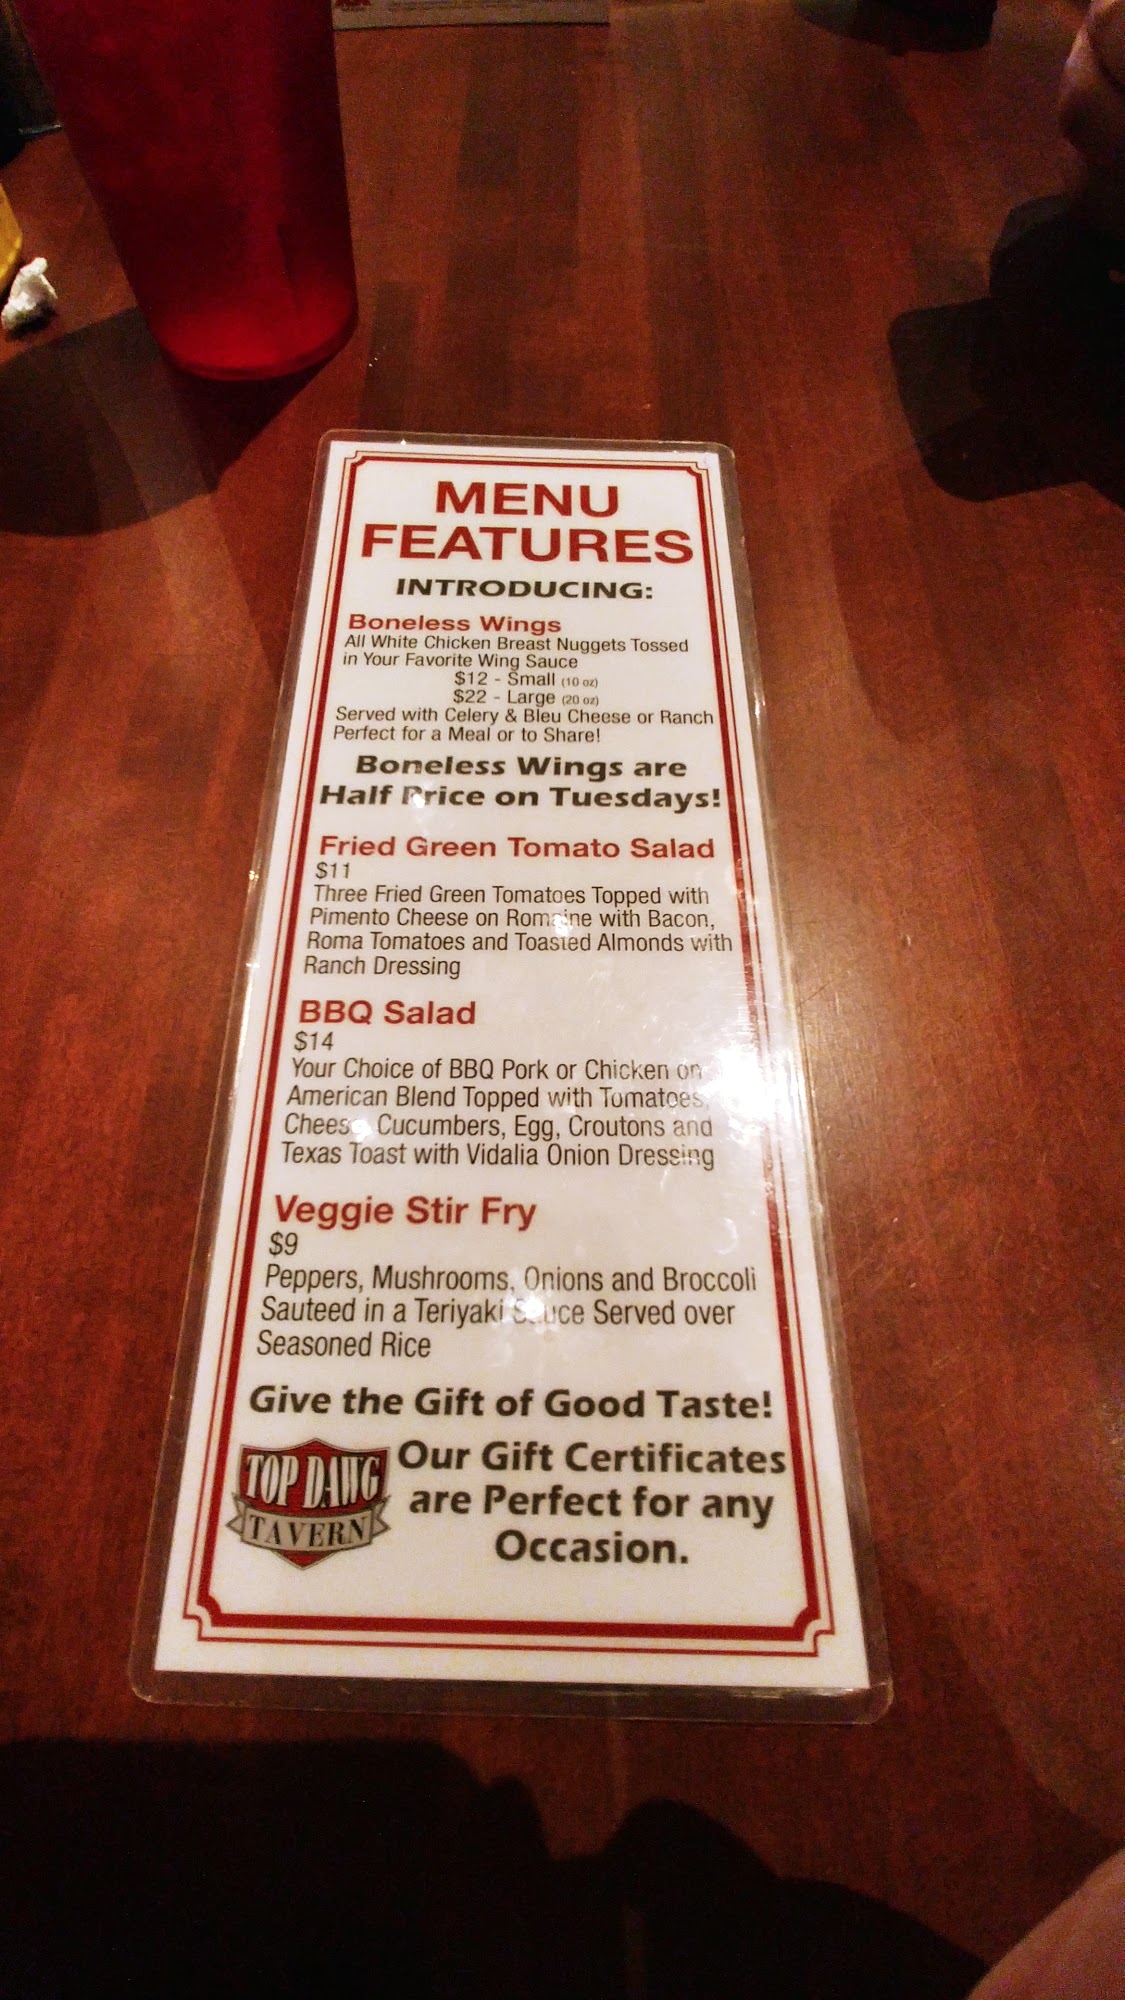 MENU
FEATURES
INTRODUCING:
Boneless Wings
All White Chicken Breast Nuggets Tossed
in Your Favorite Wing Sauce
$12 - Small (10 oz)
$22 - Large (20 oz)
Served with Celery & Bleu Cheese or Ranch
Perfect for a Meal or to Share!
Boneless Wings are
Half Price on Tuesdays!
Fried Green Tomato Salad
$11
Three Fried Green Tomatoes Topped with
Pimento Cheese on Romaine with Bacon,
Roma Tomatoes and Toasted Almonds with
Ranch Dressing
BBQ Salad
$14
Your Choice of BBQ Pork or Chicken on
American Blend Topped with Tomatoes,
Cheese, Cucumbers, Egg, Croutons and
Texas Toast with Vidalia Onion Dressing
Veggie Stir Fry
$9
Peppers, Mushrooms, Onions and Broccoli
Sauteed in a Teriyaki Sauce Served over
Seasoned Rice
Give the Gift of Good Taste!
TOP DAWG
TAVERN
Our Gift Certificates
are Perfect for any
Occasion.